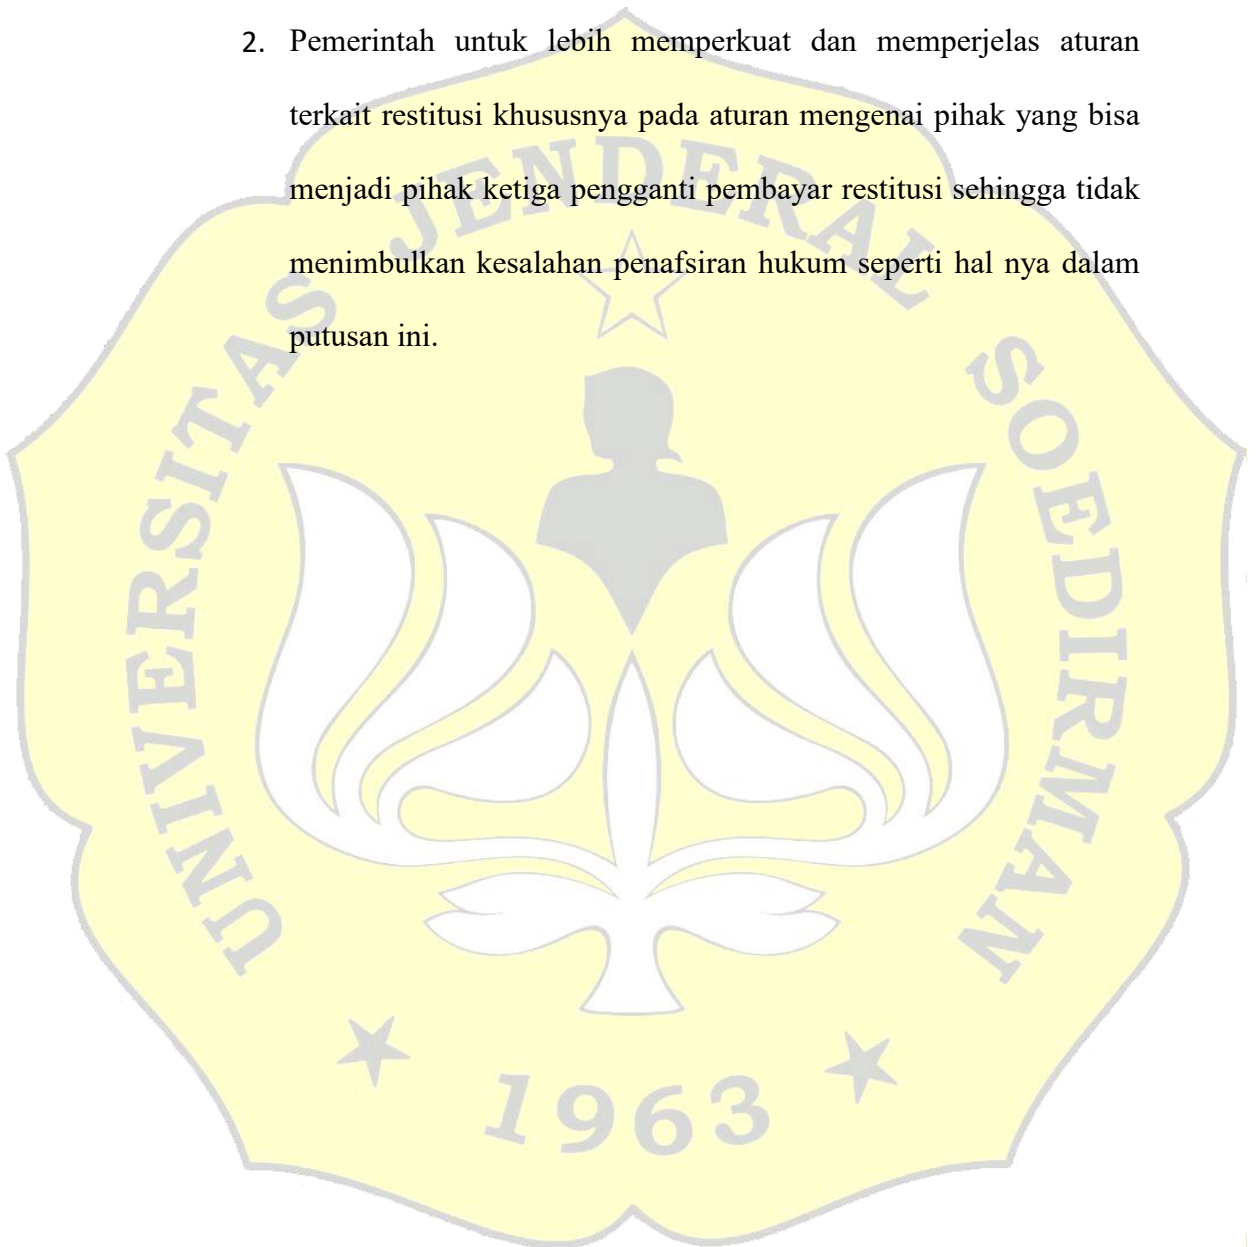 2. Pemerintah untuk lebih memperkuat dan memperjelas aturan
terkait restitusi khususnya pada aturan mengenai pihak yang bisa
menjadi pihak ketiga pengganti pembayar restitusi sehingga tidak
menimbulkan kesalahan penafsiran hukum seperti hal nya dalam
putusan ini.
UNIVERSITAS JENDERAL SOEDIRMAN
1963